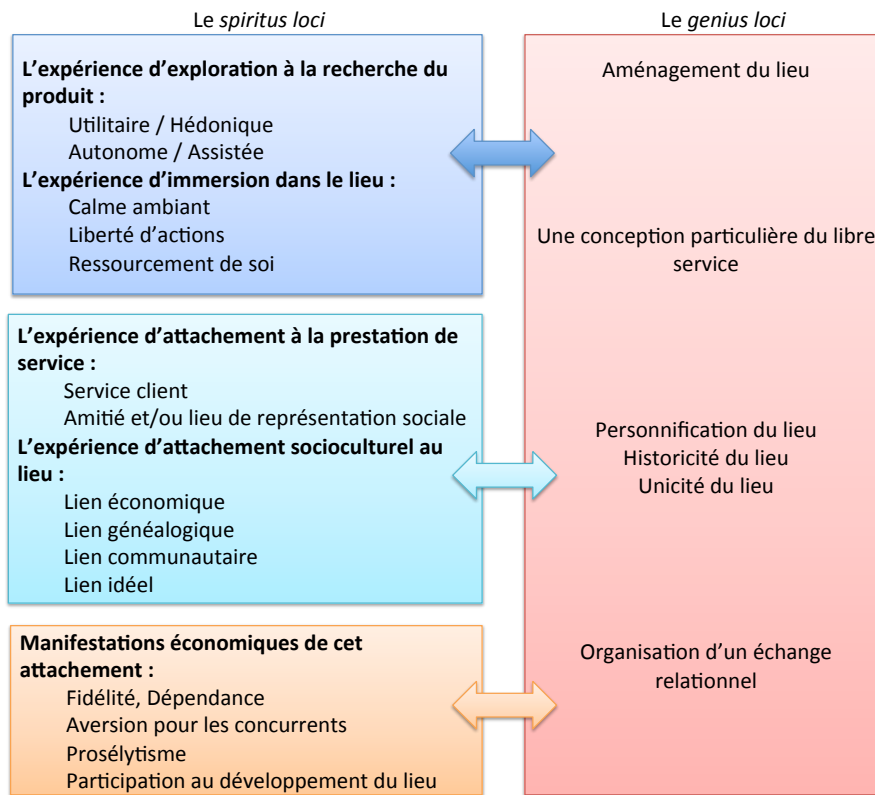 Le spiritus loci
L'expérience d'exploration à la recherche du
produit :
Utilitaire / Hédonique
Autonome / Assistée
L'expérience d'immersion dans le lieu :
Calme ambiant
Liberté d'actions
Ressourcement de soi
L'expérience d'attachement à la prestation de
service :
Service client
Amitié et/ou lieu de représentation sociale
L'expérience d'attachement socioculturel au
lieu :
Lien économique
Lien généalogique
Lien communautaire
Lien idéel
Manifestations économiques de cet
attachement :
Fidélité, Dépendance
Aversion pour les concurrents
Prosélytisme
Participation au développement du lieu
Le genius loci
Aménagement du lieu
Une conception particulière du libre
service
Personnification du lieu
Historicité du lieu
Unicité du lieu
Organisation d'un échange
relationnel